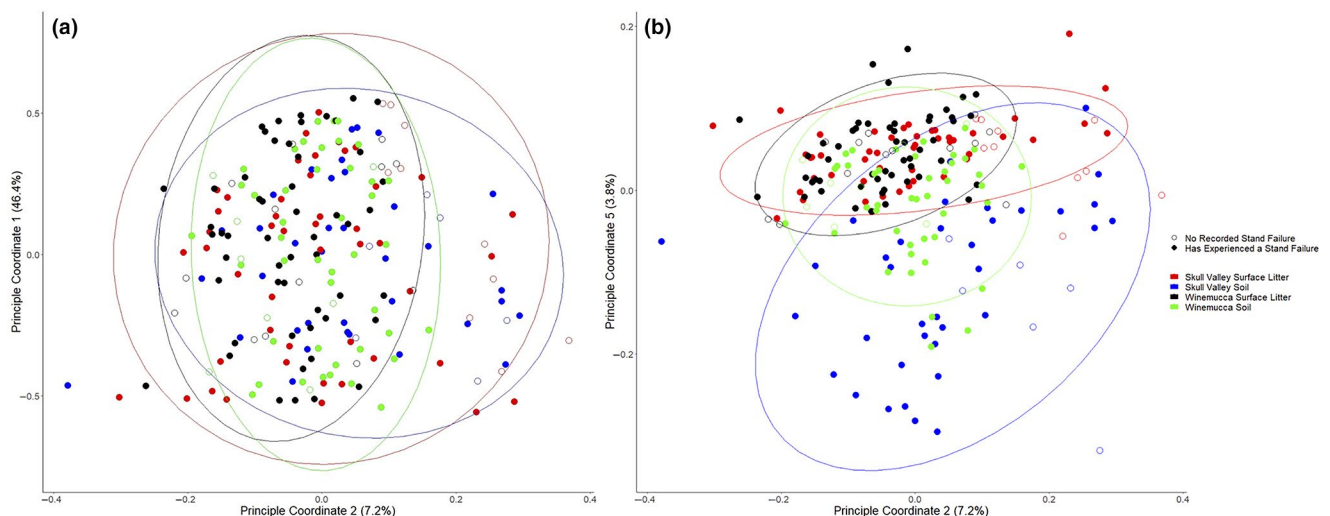 (a)
Principle Coordinate 1 (46.4%)
0.5
0.0
−0.5
−0.4
−0.2
0.0
0.2
0.4
Principle Coordinate 2 (7.2%)
(b)
Principle Coordinate 5 (3.8%)
0.2
0.0
−0.2
−0.4
−0.2
0.0
0.2
0.4
Principle Coordinate 2 (7.2%)
No Recorded Stand Failure
Has Experienced a Stand Failure
Skull Valley Surface Litter
Skull Valley Soil
Winemucca Surface Litter
Winemucca Soil